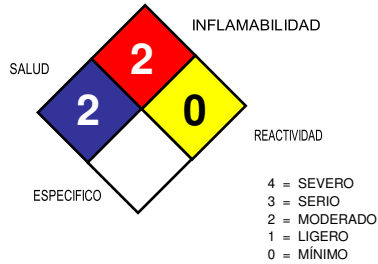 INFLAMABILIDAD
SALUD
2
2
0
REACTIVIDAD
ESPECIFICO
4 = SEVERO
3 = SERIO
2 = MODERADO
1 = LIGERO
0 = MÍNIMO